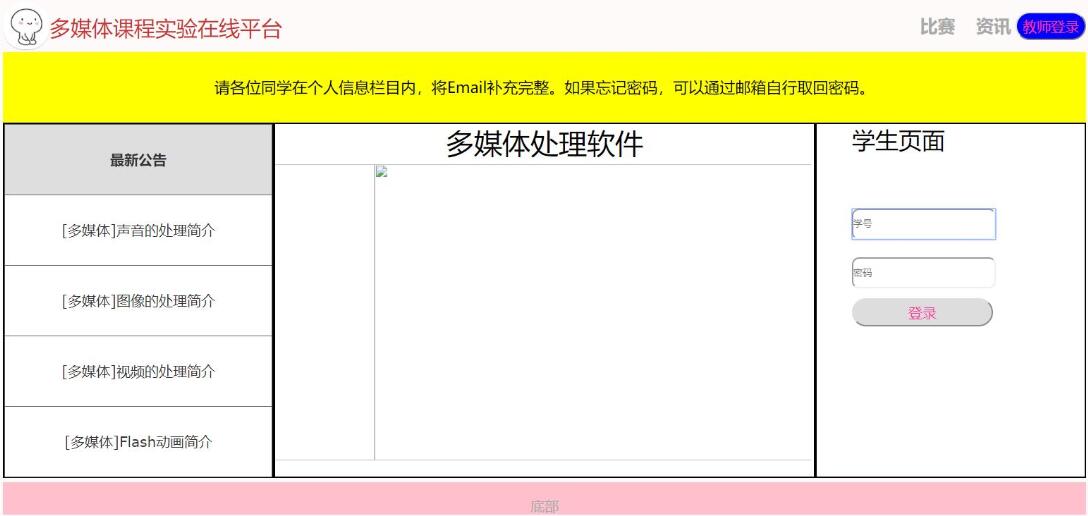 多媒体课程实验在线平台
比赛 资讯 教师登录
请各位同学在个人信息栏目内，将Email补充完整。如果忘记密码，可以通过邮箱自行取回密码。
最新公告
[多媒体]声音的处理简介
[多媒体]图像的处理简介
[多媒体]视频的处理简介
[多媒体]Flash动画简介
多媒体处理软件
学生页面
学号
密码
登录
底部